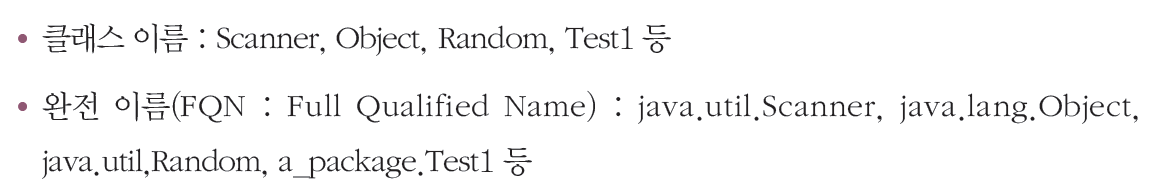 • 클래스 이름 : Scanner, Object, Random, Test1 등
• 완전 이름(FQN : Full Qualified Name) : java.util.Scanner, java.lang.Object,
java.util,Random, a_package.Test1 등